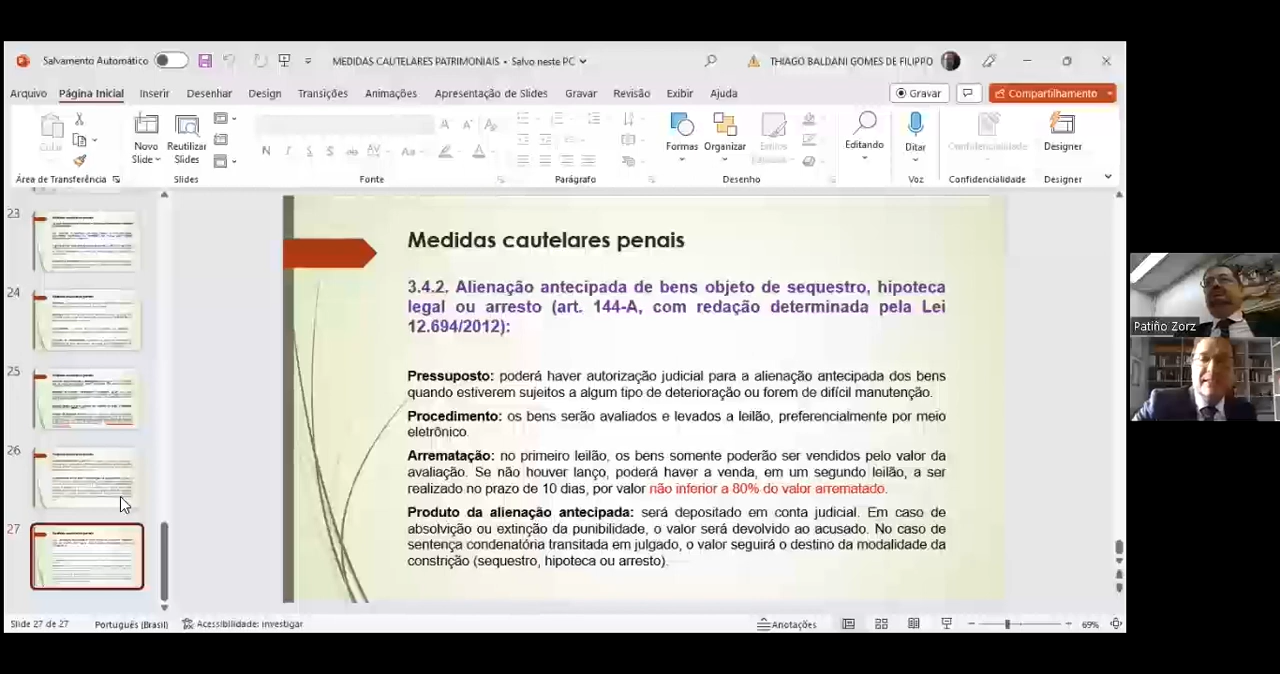 Salvamento Automático
MEDIDAS CAUTELARES PATRIMONIAIS • Salvo neste PC
THIAGO BALDANI GOMES DE FILIPPO
Arquivo Página Inicial Inserir Desenhar Design Transições Animações Apresentação de Slides Gravar Revisão Exibir Ajuda
Gravar
Compartilhamento
Colar
Novo
Slide
Reutilizar
Slides
Formas
Organizar
Estilos
Editando
Ditar
Confidencialidade
Designer
Área de Transferência
Slides
Fonte
Parágrafo
Desenho
Voz
Confidencialidade
Designer
23
24
25
26
27
Medidas cautelares penais
3.4.2. Alienação antecipada de bens objeto de sequestro, hipoteca
legal ou arresto (art. 144-A, com redação determinada pela Lei
12.694/2012):
Pressuposto: poderá haver autorização judicial para a alienação antecipada dos bens
quando estiverem sujeitos a algum tipo de deterioração ou forem de difícil manutenção.
Procedimento: os bens serão avaliados e levados a leilão, preferencialmente por meio
eletrônico.
Arrematação: no primeiro leilão, os bens somente poderão ser vendidos pelo valor da
avaliação. Se não houver lanço, poderá haver a venda, em um segundo leilão, a ser
realizado no prazo de 10 dias, por valor não inferior a 80% do valor arrematado.
Produto da alienação antecipada: será depositado em conta judicial. Em caso de
absolvição ou extinção da punibilidade, o valor será devolvido ao acusado. No caso de
sentença condenatória transitada em julgado, o valor seguirá o destino da modalidade da
constrição (sequestro, hipoteca ou arresto).
Patiño Zorz
Slide 27 de 27
Português (Brasil)
Acessibilidade: investigar
Anotações
69%